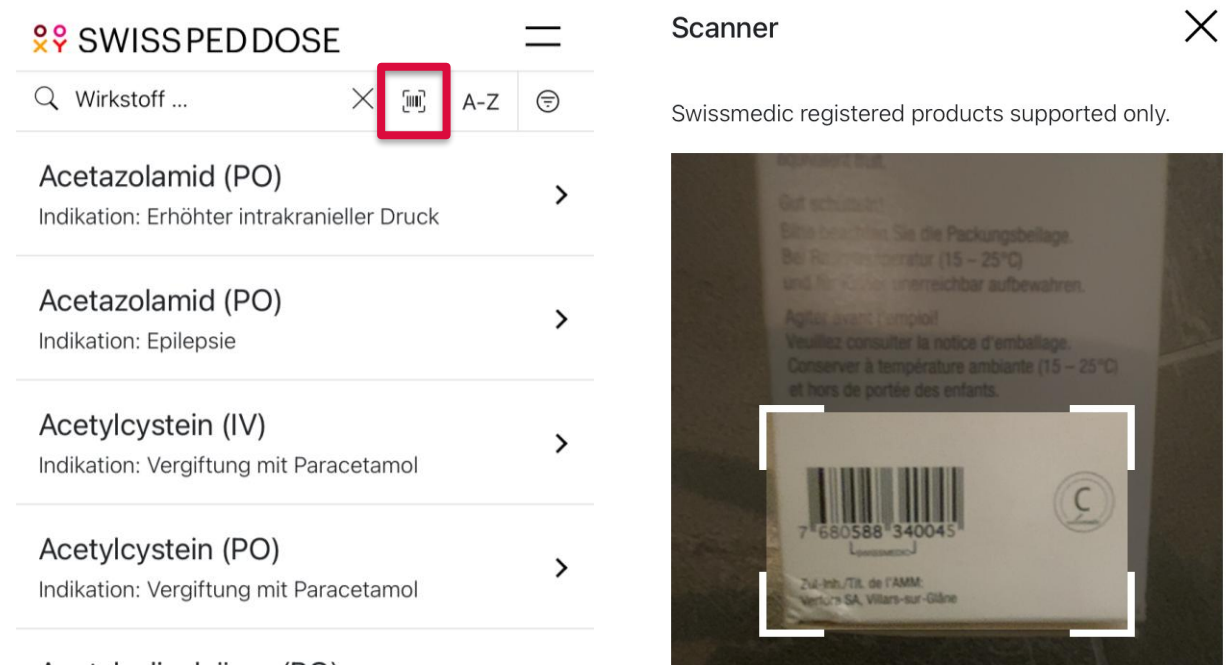 SWISSPEDDOSE
Wirkstoff ...
A-Z
Acetazolamid (PO)
Indikation: Erhöhter intrakranieller Druck
Acetazolamid (PO)
Indikation: Epilepsie
Acetylcystein (IV)
Indikation: Vergiftung mit Paracetamol
Acetylcystein (PO)
Indikation: Vergiftung mit Paracetamol
Scanner
Swissmedic registered products supported only.
Gut schütteln!
Bitte beachten Sie die Packungsbeilage.
Bei Raumtemperatur (15 – 25°C)
und für Kinder unerreichbar aufbewahren.
Agiter avant l'emploi!
Veuillez consulter la notice d'emballage.
Conserver à température ambiante (15 – 25°C)
et hors de portée des enfants.
C
7 680588 340045
SWISSMEDIC
Zul-Inh./Tit. de l'AMM:
Verfora SA, Villars-sur-Glâne